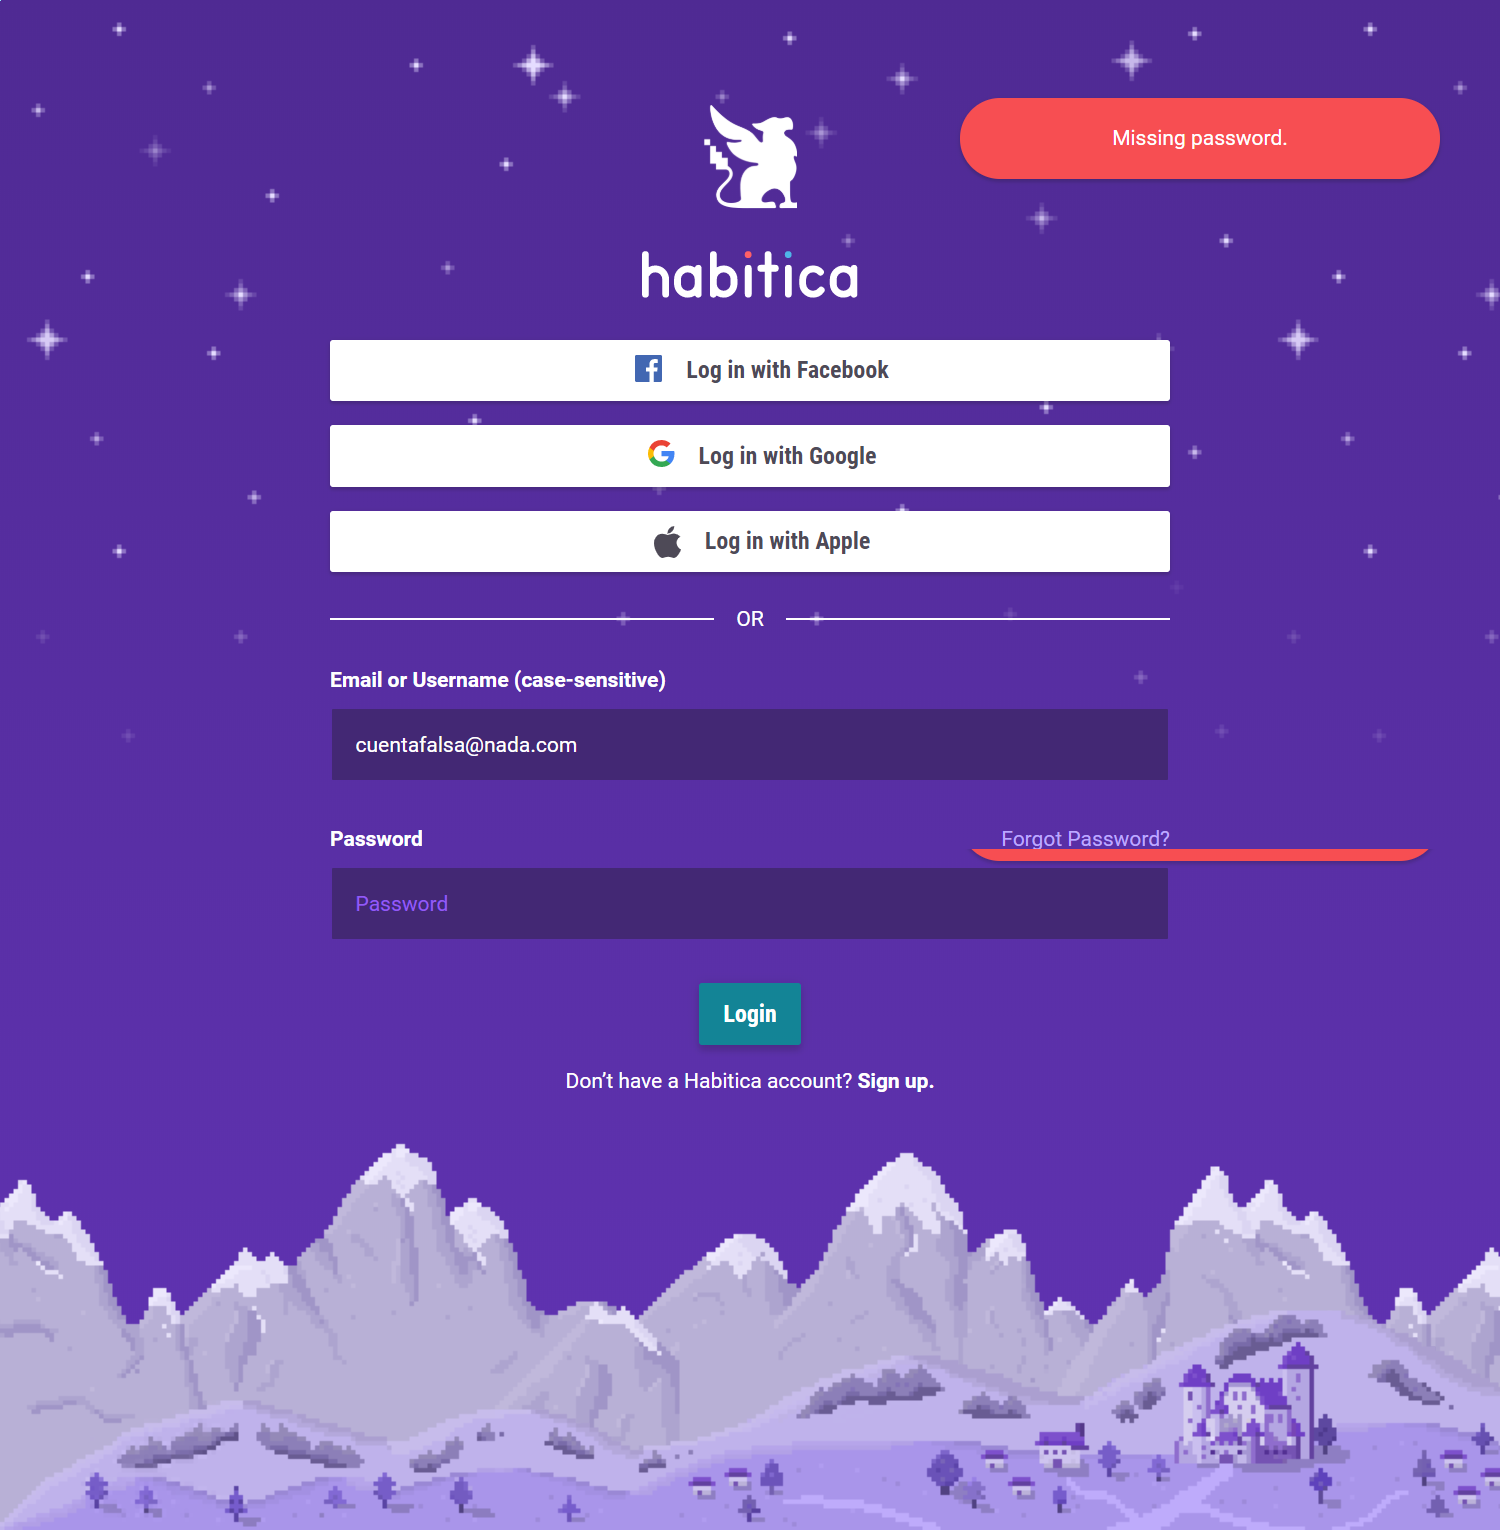 Missing password.
habitica
Log in with Facebook
Log in with Google
Log in with Apple
OR
Email or Username (case-sensitive)
cuentafalsa@nada.com
Password
Forgot Password?
Password
Login
Don’t have a Habitica account? Sign up.